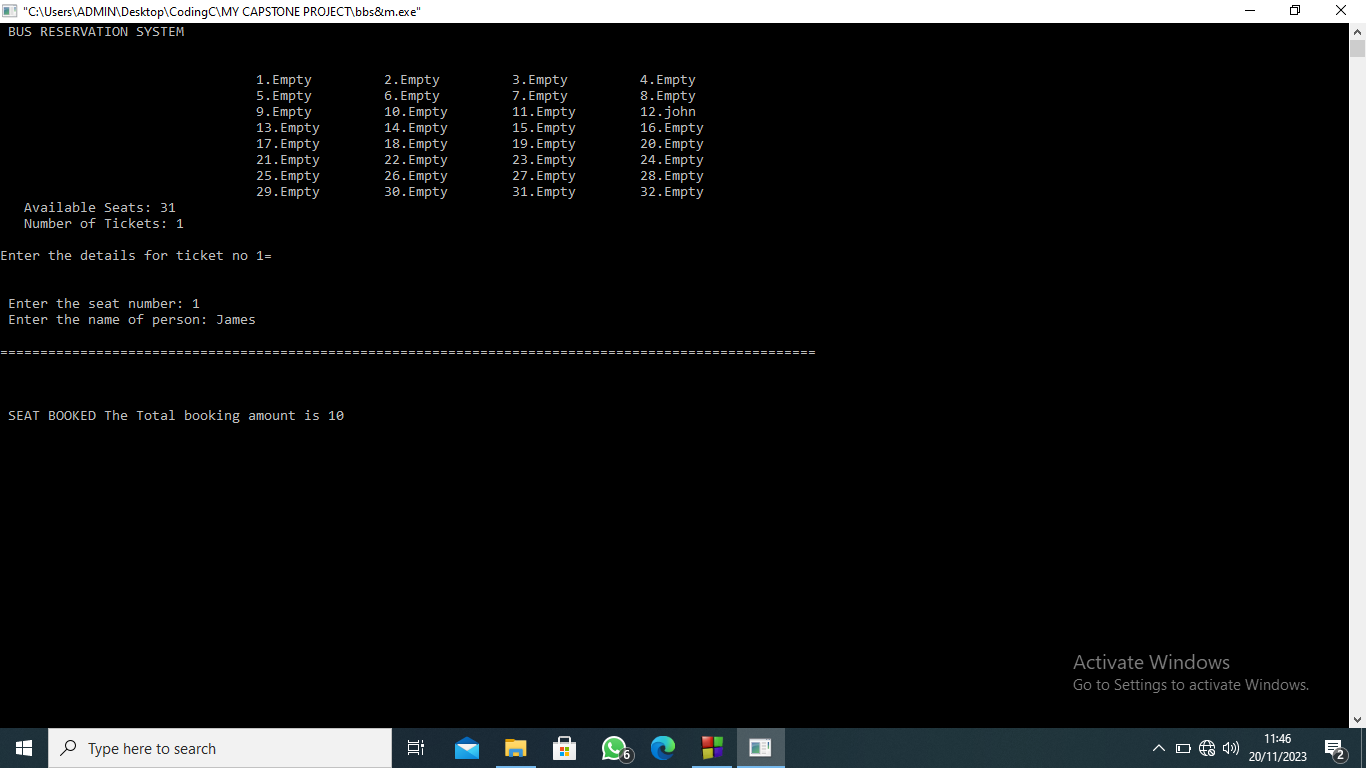 "C:\Users\ADMIN\Desktop\CodingC\MY CAPSTONE PROJECT\bbs&m.exe"
BUS RESERVATION SYSTEM
1.Empty 2.Empty 3.Empty 4.Empty
5.Empty 6.Empty 7.Empty 8.Empty
9.Empty 10.Empty 11.Empty 12.john
13.Empty 14.Empty 15.Empty 16.Empty
17.Empty 18.Empty 19.Empty 20.Empty
21.Empty 22.Empty 23.Empty 24.Empty
25.Empty 26.Empty 27.Empty 28.Empty
29.Empty 30.Empty 31.Empty 32.Empty
Available Seats: 31
Number of Tickets: 1
Enter the details for ticket no 1=
Enter the seat number: 1
Enter the name of person: James
======================================================================================================
SEAT BOOKED The Total booking amount is 10
Activate Windows
Go to Settings to activate Windows.
Type here to search
6
11:46
20/11/2023
2